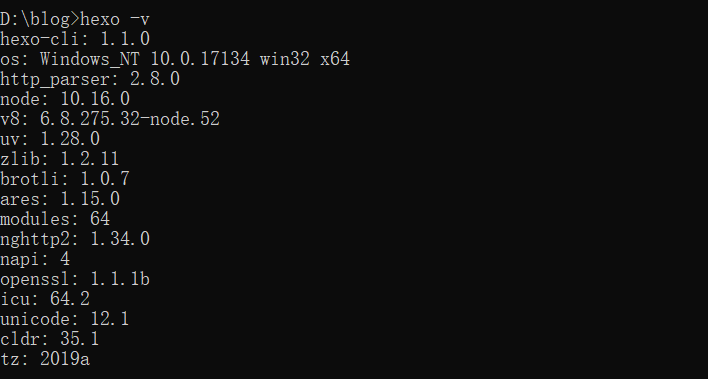 D:\blog>hexo -v
hexo-cli: 1.1.0
os: Windows_NT 10.0.17134 win32 x64
http_parser: 2.8.0
node: 10.16.0
v8: 6.8.275.32-node.52
uv: 1.28.0
zlib: 1.2.11
brotli: 1.0.7
ares: 1.15.0
modules: 64
nghttp2: 1.34.0
napi: 4
openssl: 1.1.1b
icu: 64.2
unicode: 12.1
cldr: 35.1
tz: 2019a